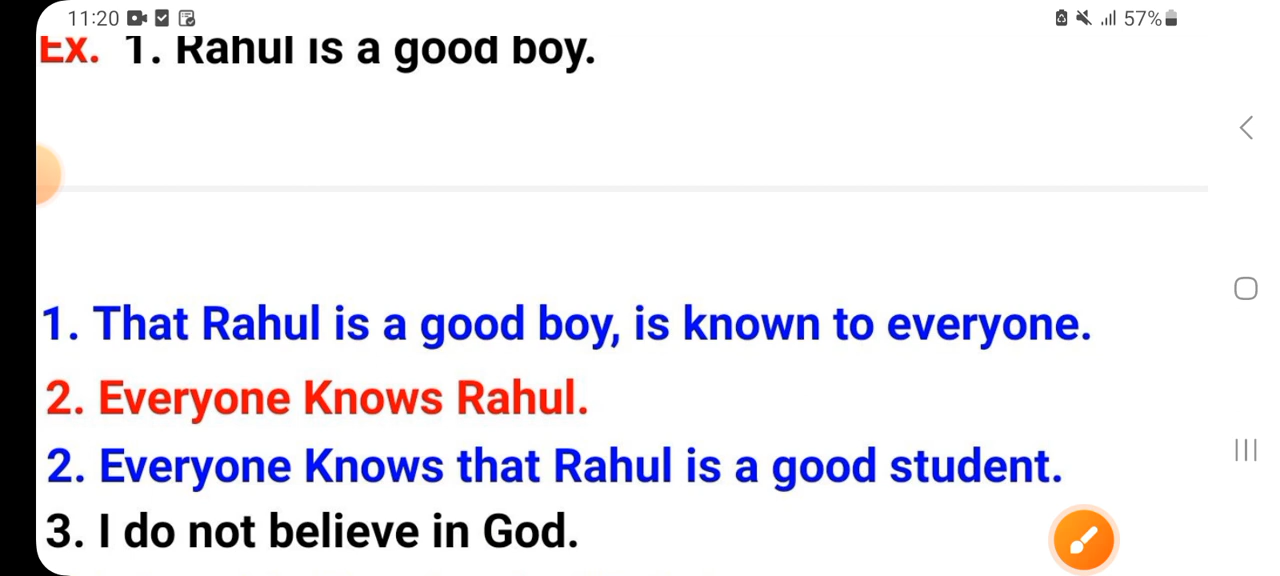 11:20 57%
Ex. 1. Rahul is a good boy.
1. That Rahul is a good boy, is known to everyone.
2. Everyone Knows Rahul.
2. Everyone Knows that Rahul is a good student.
3. I do not believe in God.